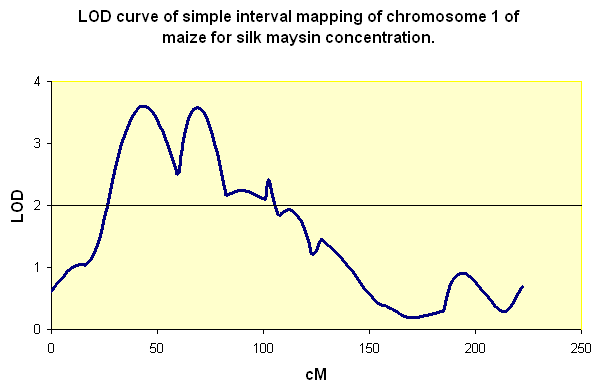 LOD curve of simple interval mapping of chromosome 1 of
maize for silk maysin concentration.
4
3
2
1
0
LOD
0 50 100 150 200 250
cM